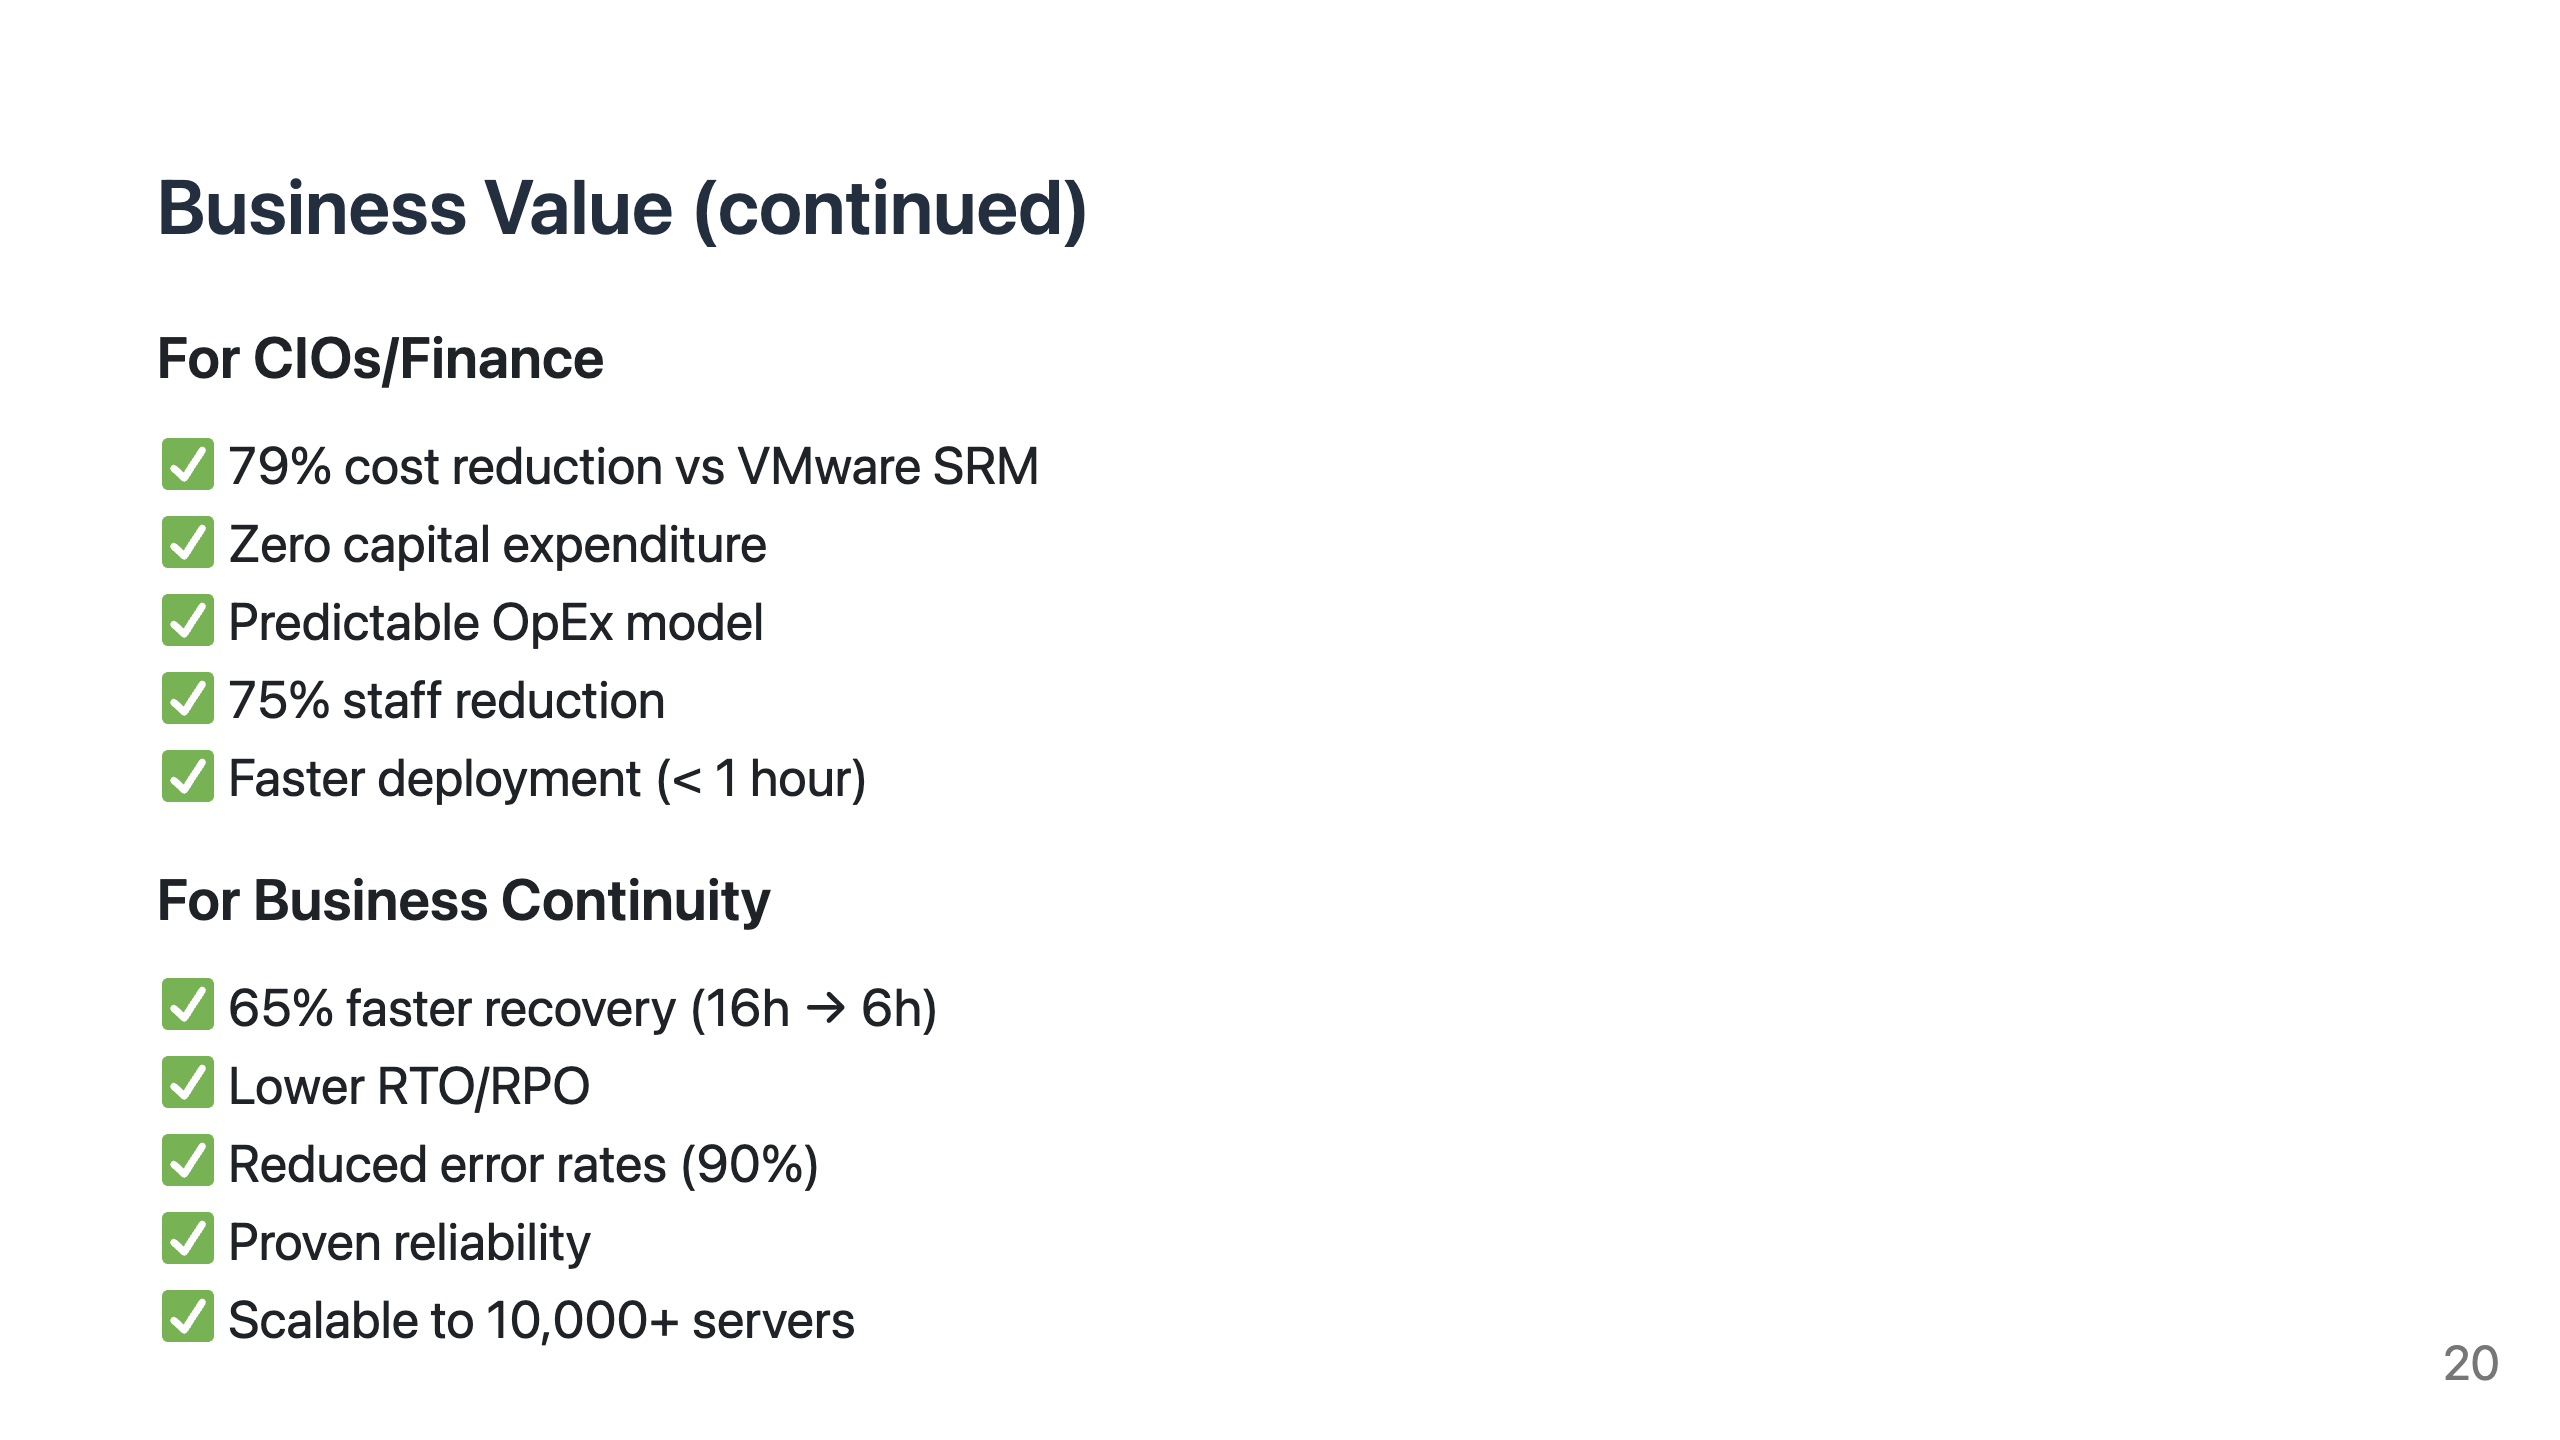 Business Value (continued)
For CIOs/Finance
✅ 79% cost reduction vs VMware SRM
✅ Zero capital expenditure
✅ Predictable OpEx model
✅ 75% staff reduction
✅ Faster deployment (< 1 hour)
For Business Continuity
✅ 65% faster recovery (16h → 6h)
✅ Lower RTO/RPO
✅ Reduced error rates (90%)
✅ Proven reliability
✅ Scalable to 10,000+ servers
20